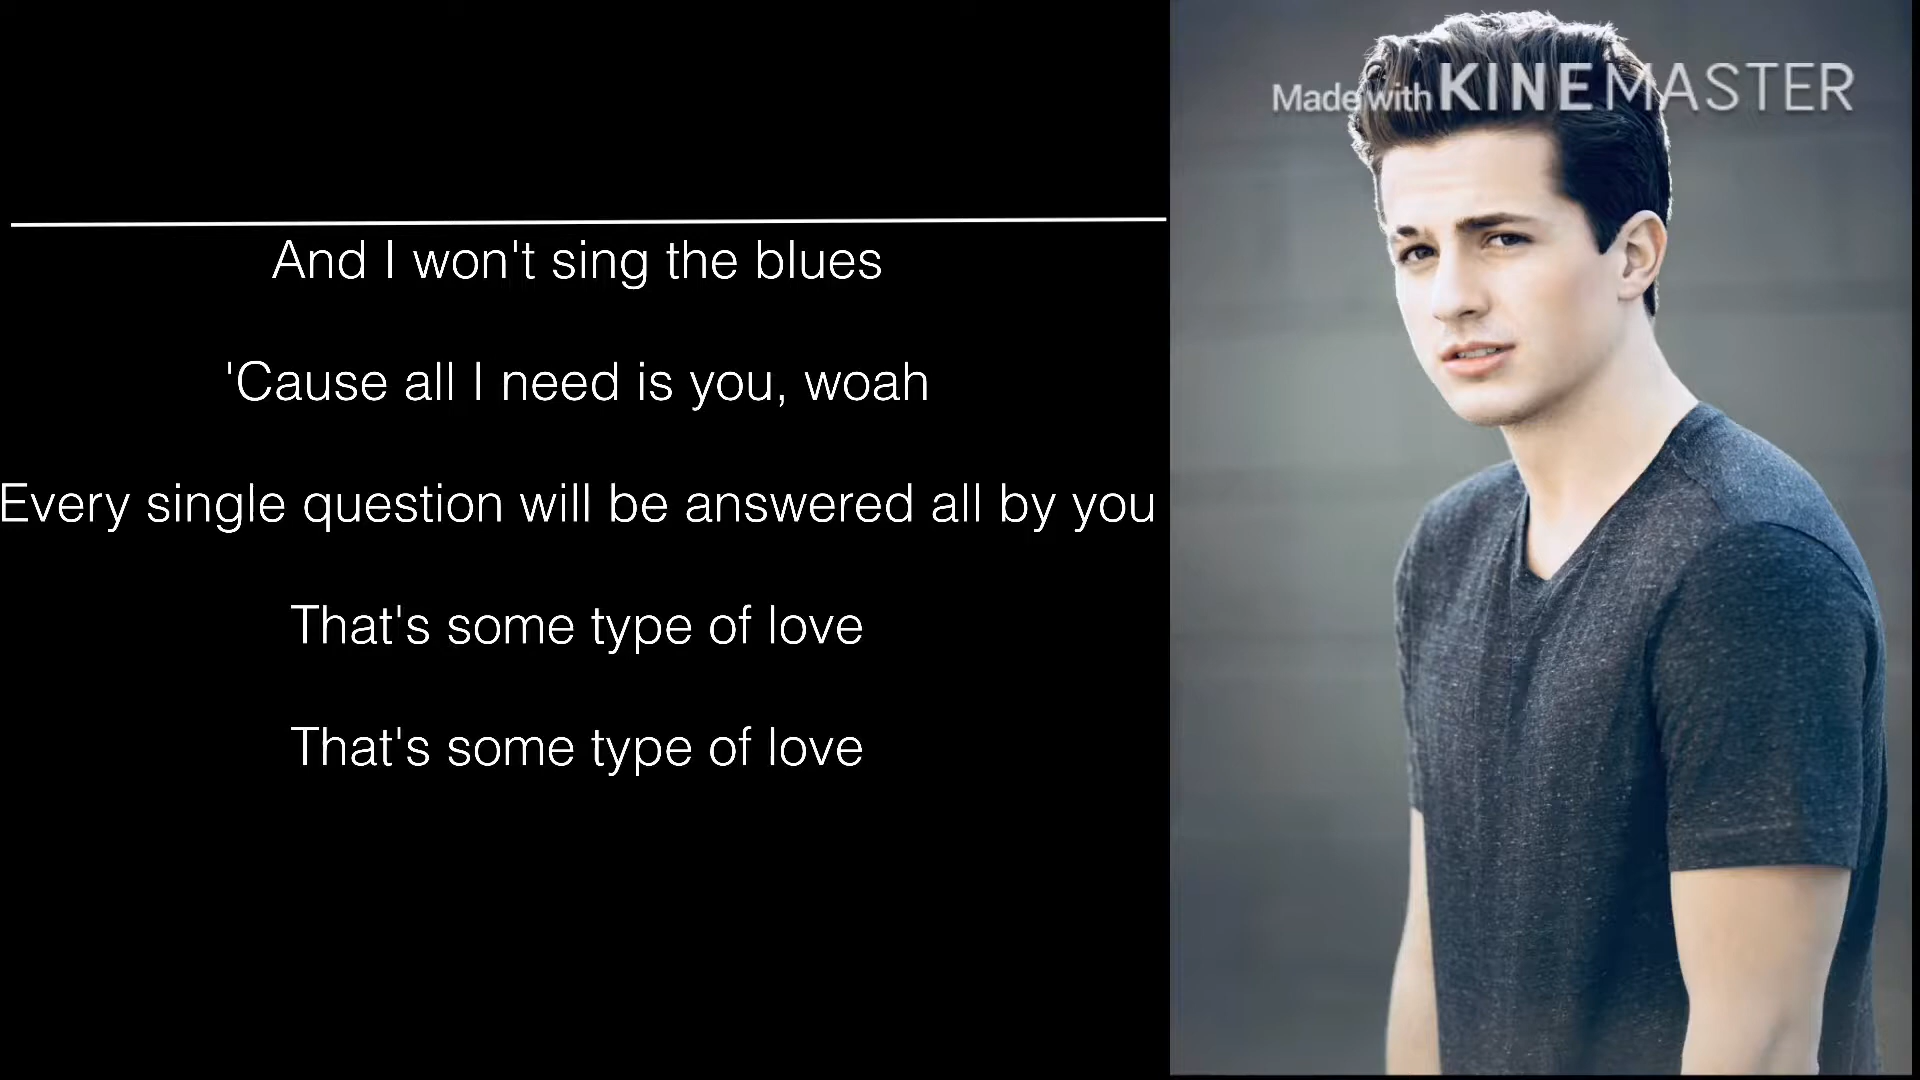 Made with KINEMASTER
And I won't sing the blues
'Cause all I need is you, woah
Every single question will be answered all by you
That's some type of love
That's some type of love